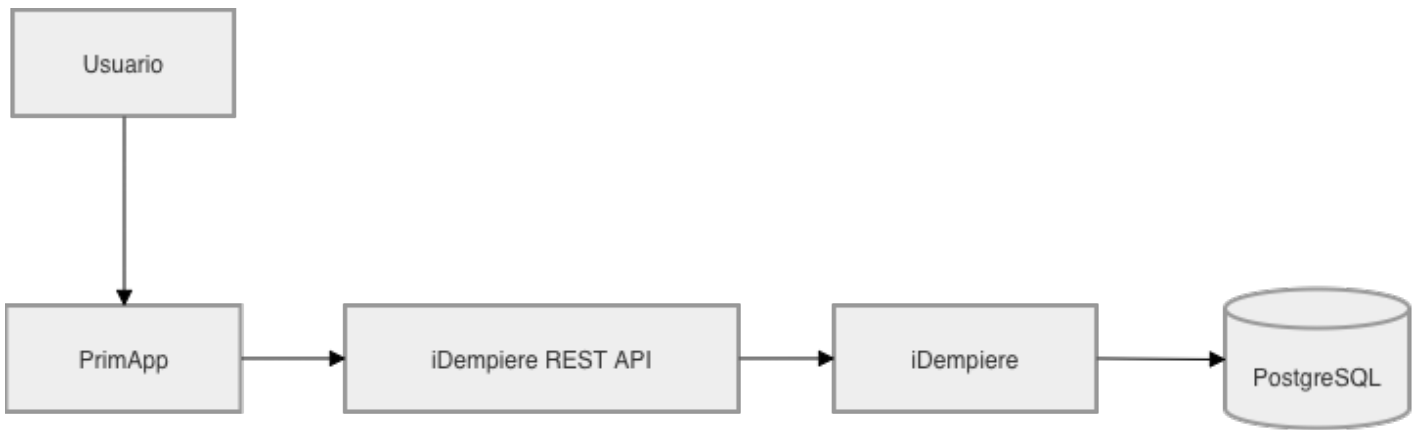 Usuario
PrimApp
iDempiere REST API
iDempiere
PostgreSQL